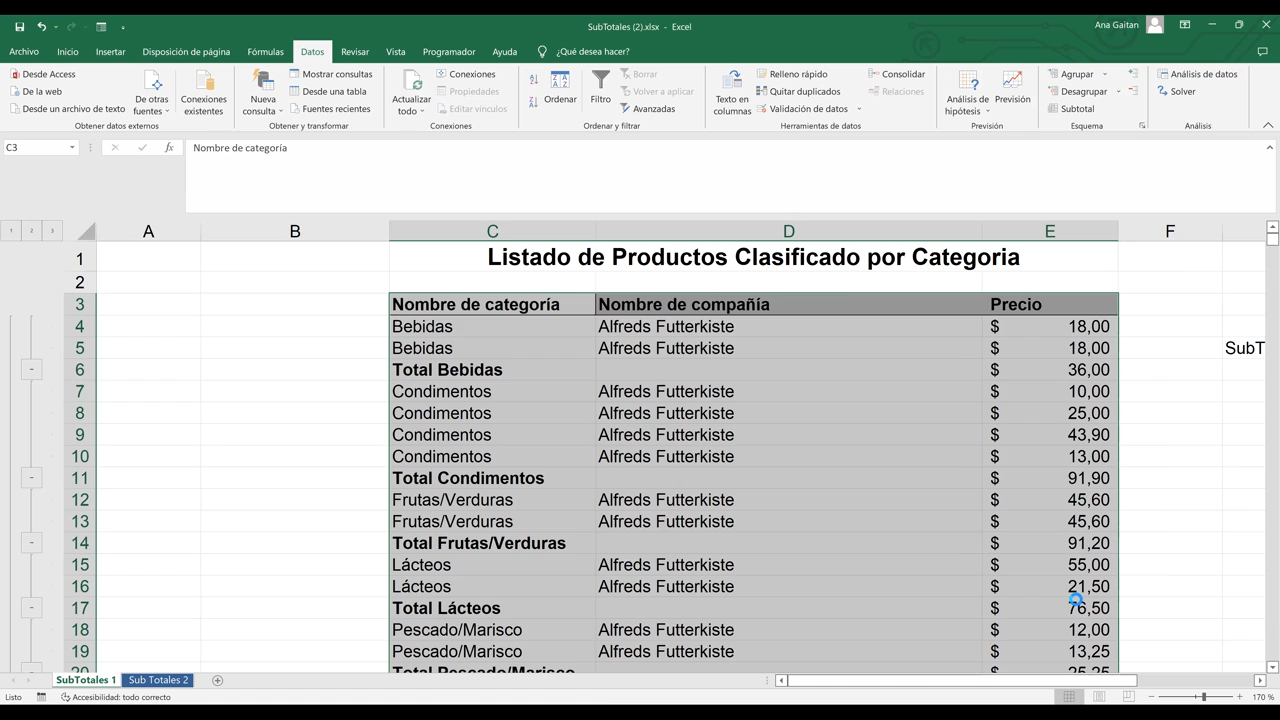 SubTotales (2).xlsx - Excel
Ana Gaitan
Archivo Inicio Insertar Disposición de página Fórmulas Datos Revisar Vista Programador Ayuda ¿Qué desea hacer?
Desde Access
De la web
Desde un archivo de texto
De otras fuentes
Conexiones existentes
Obtener datos externos
Nueva consulta
Mostrar consultas
Desde una tabla
Fuentes recientes
Obtener y transformar
Actualizar todo
Conexiones
Propiedades
Editar vínculos
Conexiones
Ordenar
Filtro
Borrar
Volver a aplicar
Avanzadas
Ordenar y filtrar
Texto en columnas
Relleno rápido
Quitar duplicados
Validación de datos
Consolidar
Relaciones
Herramientas de datos
Análisis de hipótesis
Previsión
Previsión
Agrupar
Desagrupar
Subtotal
Esquema
Análisis de datos
Solver
Análisis
C3 fx Nombre de categoría
1 2 3 A B C D E F
1 Listado de Productos Clasificado por Categoria
2
3 Nombre de categoría Nombre de compañía Precio
4 Bebidas Alfreds Futterkiste $ 18,00
5 Bebidas Alfreds Futterkiste $ 18,00 SubT
6 Total Bebidas $ 36,00
7 Condimentos Alfreds Futterkiste $ 10,00
8 Condimentos Alfreds Futterkiste $ 25,00
9 Condimentos Alfreds Futterkiste $ 43,90
10 Condimentos Alfreds Futterkiste $ 13,00
11 Total Condimentos $ 91,90
12 Frutas/Verduras Alfreds Futterkiste $ 45,60
13 Frutas/Verduras Alfreds Futterkiste $ 45,60
14 Total Frutas/Verduras $ 91,20
15 Lácteos Alfreds Futterkiste $ 55,00
16 Lácteos Alfreds Futterkiste $ 21,50
17 Total Lácteos $ 76,50
18 Pescado/Marisco Alfreds Futterkiste $ 12,00
19 Pescado/Marisco Alfreds Futterkiste $ 13,25
20 Total Pescado/Marisco $ 25,25
SubTotales 1 Sub Totales 2
Listo Accesibilidad: todo correcto 170 %